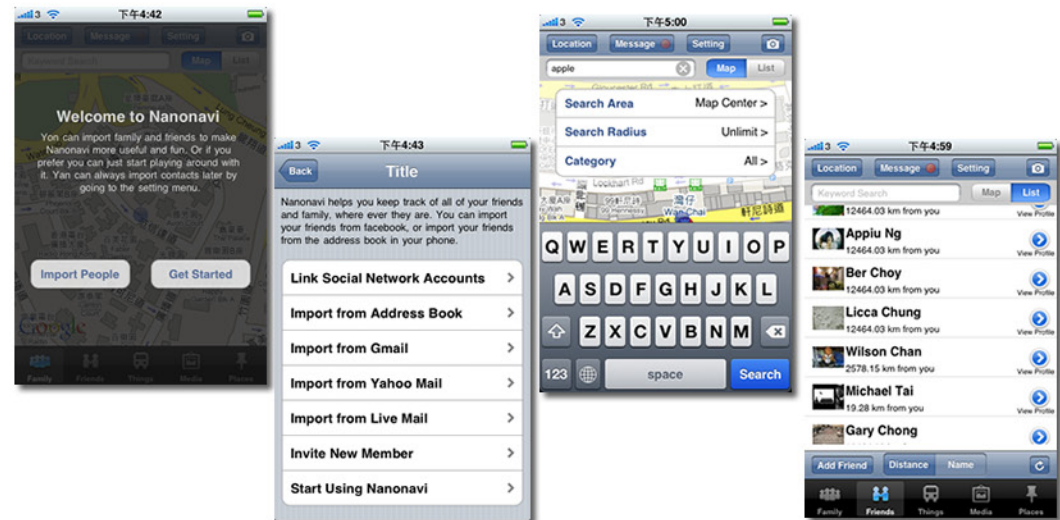 3 下午4:42
Location Message Setting
Keyword Search Map List
Welcome to Nanonavi
Yon can import family and friends to make
Nanonavi more useful and fun. Or if you
prefer you can just start playing around with
it. Yan can always import contacts later by
going to the setting menu.
Import People Get Started
Google
Family Friends Things Media Places
3 下午4:43
Back Title
Nanonavi helps you keep track of all of your friends
and family, where ever they are. You can import
your friends from facebook, or import your friends
from the address book in your phone.
Link Social Network Accounts >
Import from Address Book >
Import from Gmail >
Import from Yahoo Mail >
Import from Live Mail >
Invite New Member >
Start Using Nanonavi >
3 下午5:00
Location Message Setting
apple Map List
Gloucester Rd
Search Area Map Center >
Search Radius Unlimit >
Category All >
Lockhart Rd
灣仔
Wan Chai
軒尼詩道
Q W E R T Y U I O P
A S D F G H J K L
Z X C V B N M
123 space Search
3 下午4:59
Location Message Setting
Keyword Search Map List
12464.03 km from you View Profile
Appiu Ng
12464.03 km from you View Profile
Ber Choy
12464.03 km from you View Profile
Licca Chung
12464.03 km from you View Profile
Wilson Chan
2578.15 km from you View Profile
Michael Tai
19.28 km from you View Profile
Gary Chong
Add Friend Distance Name
Family Friends Things Media Places